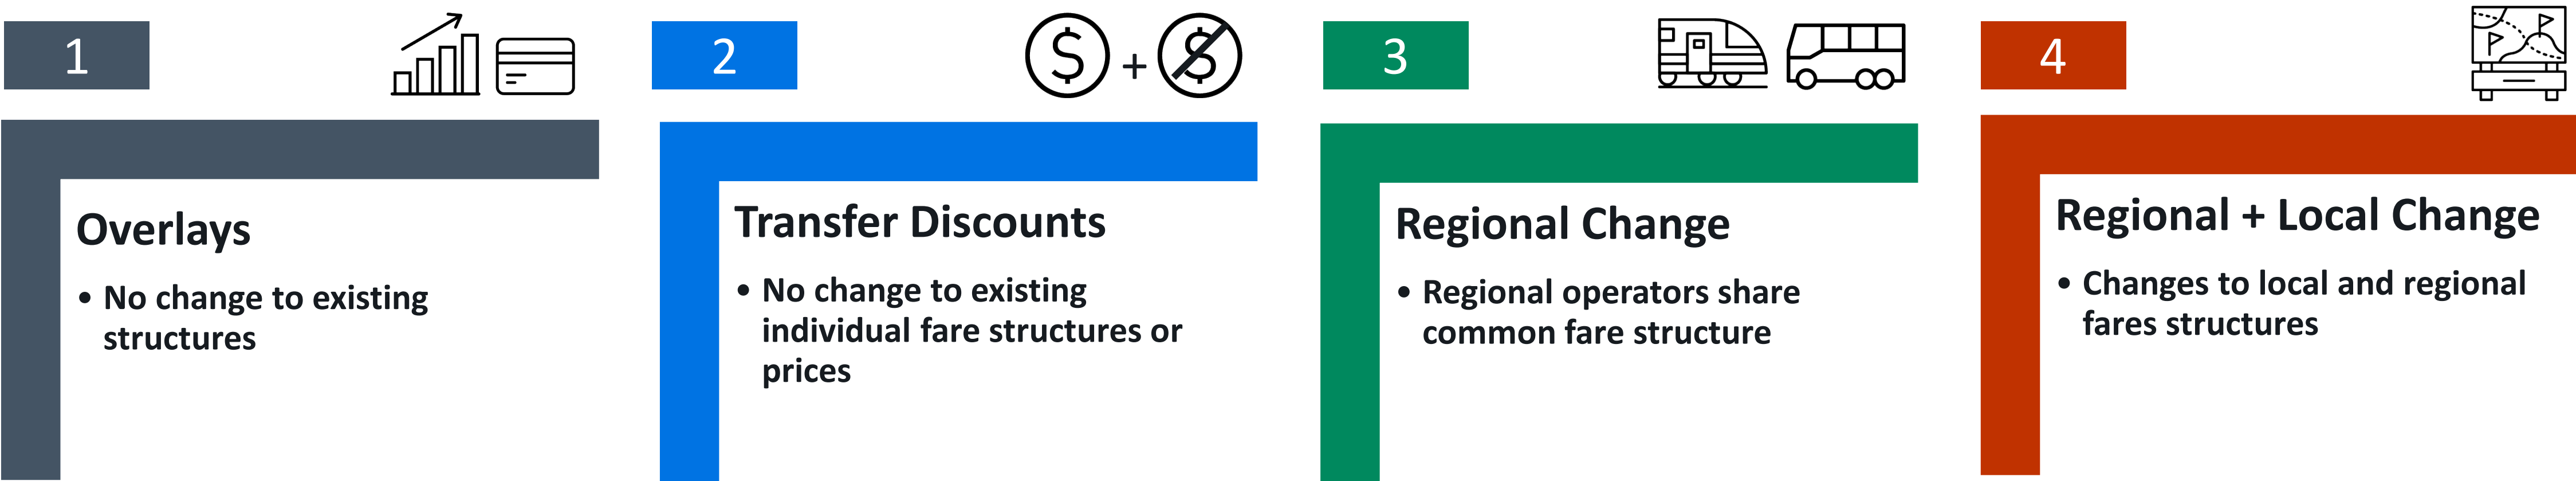 1
Overlays
• No change to existing
structures
2
$ + $
Transfer Discounts
• No change to existing
individual fare structures or
prices
3
Regional Change
• Regional operators share
common fare structure
4
Regional + Local Change
• Changes to local and regional
fares structures